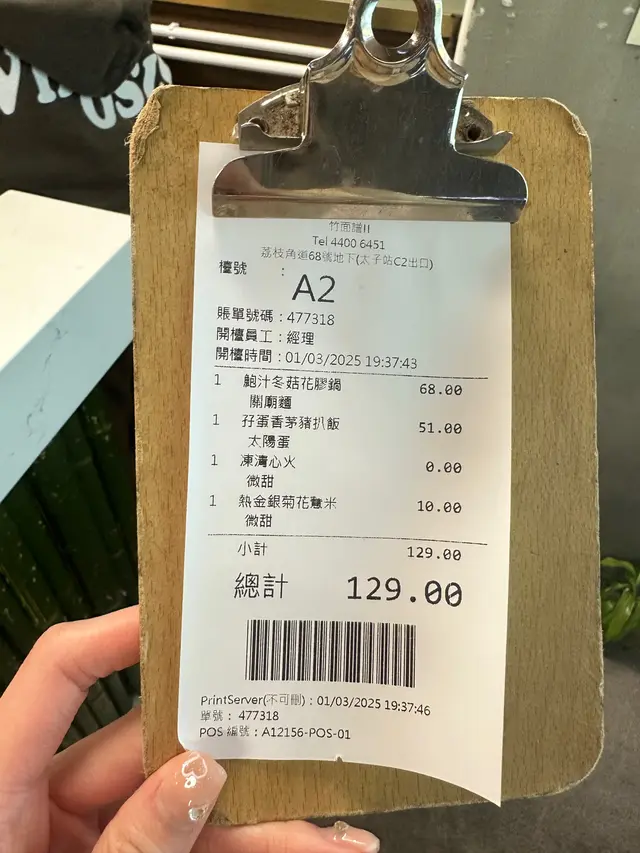 竹面譜II
Tel 4400 6451
荔枝角道68號地下(太子站C2出口)
檯號 :
A2
賬單號碼：477318
開檯員工：經理
開檯時間：01/03/2025 19:37:43
1 鮑汁冬菇花膠鍋 68.00
關廟麵
1 孖蛋香茅豬扒飯 51.00
太陽蛋
1 凍清心火 0.00
微甜
1 熱金銀菊花薏米 10.00
微甜
小計 129.00
總計 129.00
PrintServer(不可刪)：01/03/2025 19:37:46
單號： 477318
POS 編號：A12156-POS-01